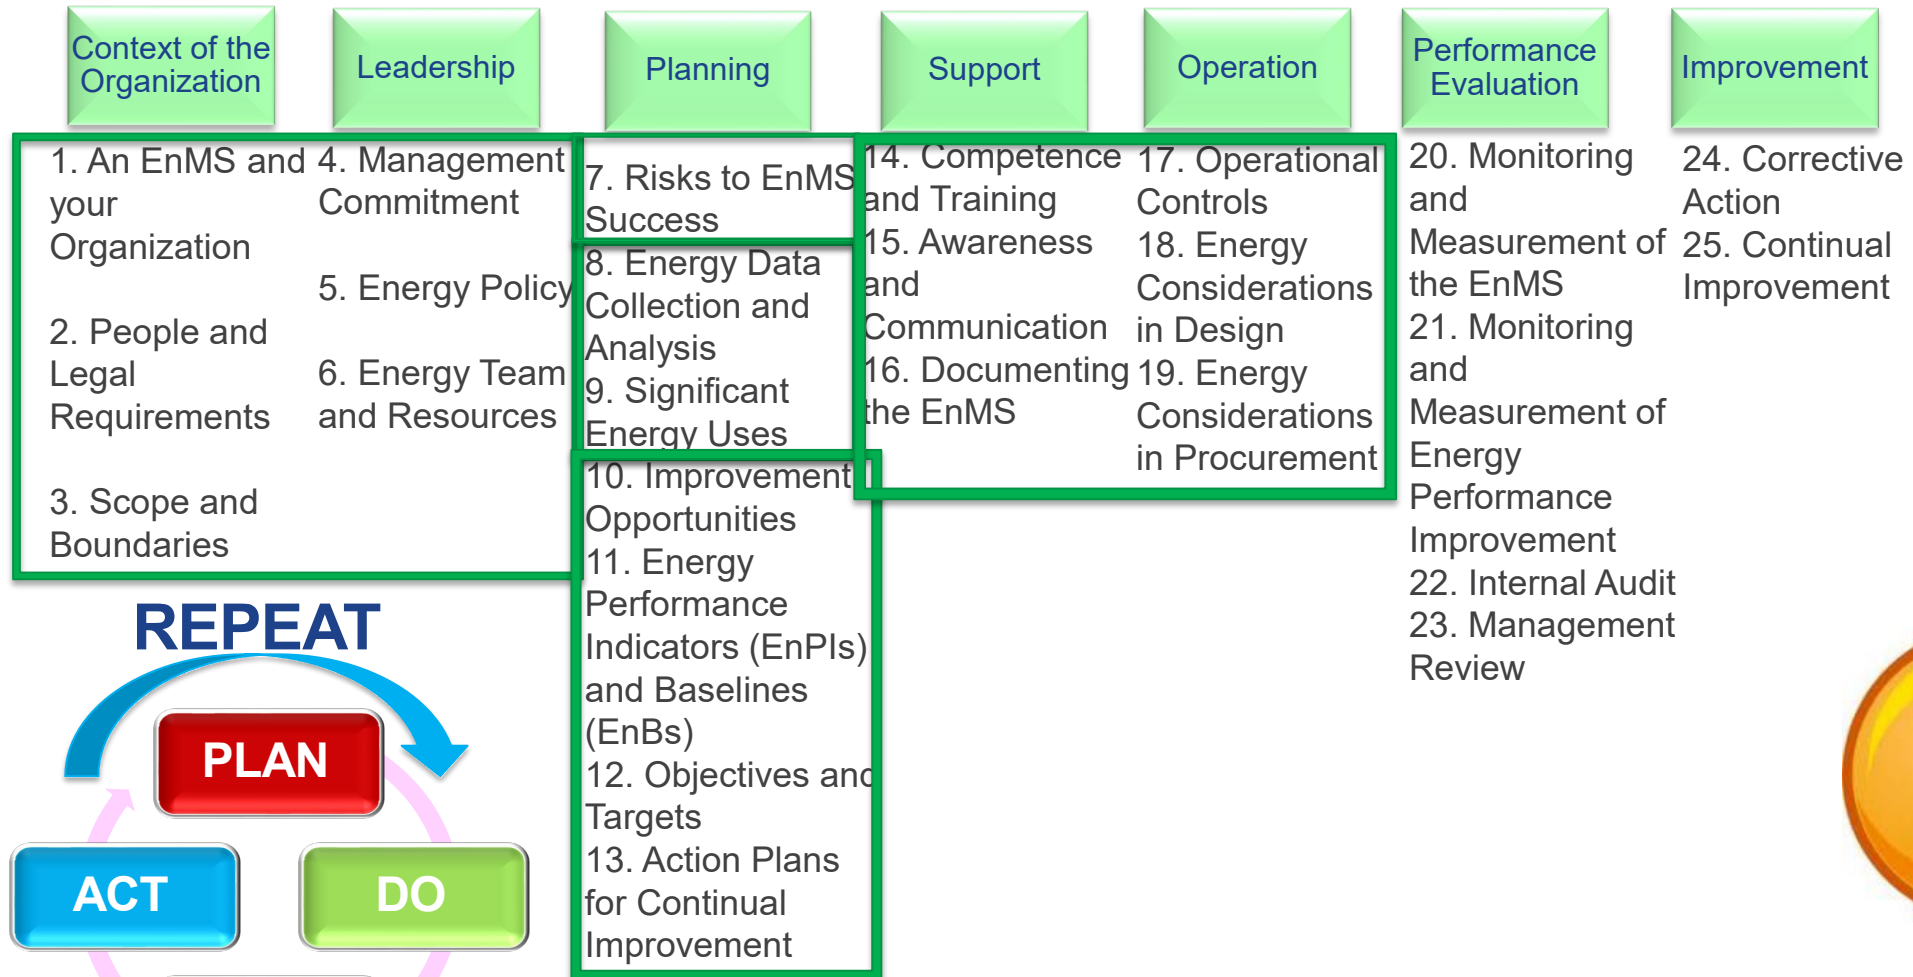 Context of the
Organization
Leadership
Planning
Support
Operation
Performance
Evaluation
Improvement
1. An EnMS and
your
Organization
2. People and
Legal
Requirements
3. Scope and
Boundaries
4. Management
Commitment
5. Energy Policy
6. Energy Team
and Resources
7. Risks to EnMS
Success
8. Energy Data
Collection and
Analysis
9. Significant
Energy Uses
10. Improvement
Opportunities
11. Energy
Performance
Indicators (EnPIs)
and Baselines
(EnBs)
12. Objectives and
Targets
13. Action Plans
for Continual
Improvement
14. Competence
and Training
15. Awareness
and
Communication
16. Documenting
the EnMS
17. Operational
Controls
18. Energy
Considerations
in Design
19. Energy
Considerations
in Procurement
20. Monitoring
and
Measurement of
the EnMS
21. Monitoring
and
Measurement of
Energy
Performance
Improvement
22. Internal Audit
23. Management
Review
24. Corrective
Action
25. Continual
Improvement
REPEAT
PLAN
ACT
DO